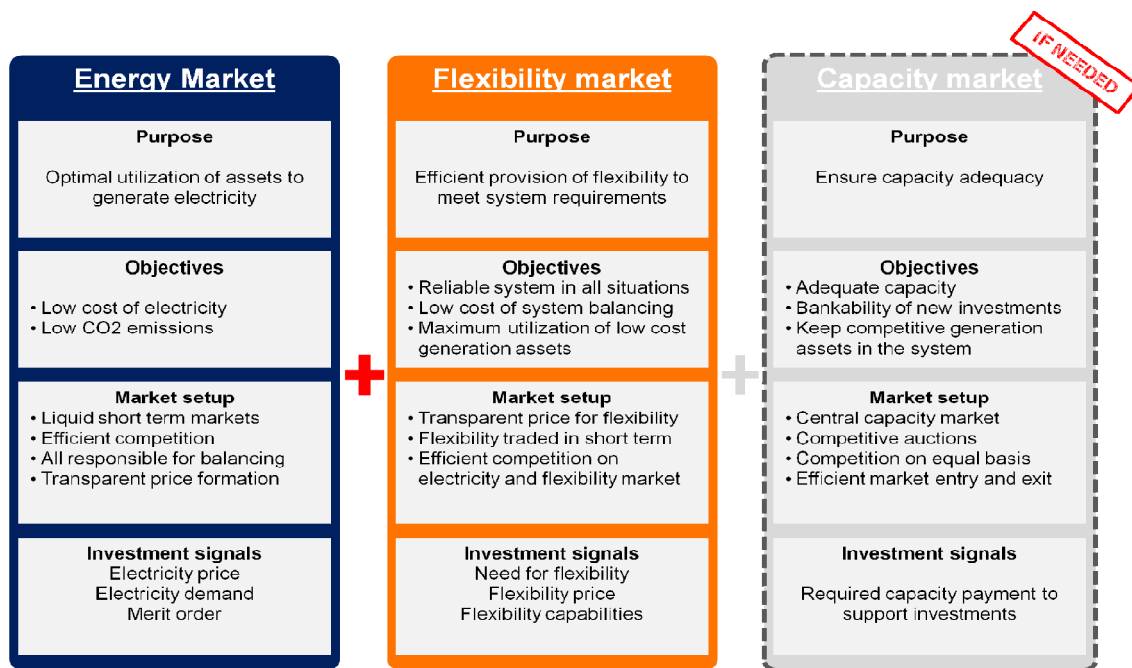 IF NEEDED
Energy Market
Purpose
Optimal utilization of assets to
generate electricity
Objectives
• Low cost of electricity
• Low CO2 emissions
Market setup
• Liquid short term markets
• Efficient competition
• All responsible for balancing
• Transparent price formation
Investment signals
Electricity price
Electricity demand
Merit order
Flexibility market
Purpose
Efficient provision of flexibility to
meet system requirements
Objectives
• Reliable system in all situations
• Low cost of system balancing
• Maximum utilization of low cost
generation assets
Market setup
• Transparent price for flexibility
• Flexibility traded in short term
• Efficient competition on
electricity and flexibility market
Investment signals
Need for flexibility
Flexibility price
Flexibility capabilities
Capacity market
Purpose
Ensure capacity adequacy
Objectives
• Adequate capacity
• Bankability of new investments
• Keep competitive generation
assets in the system
Market setup
• Central capacity market
• Competitive auctions
• Competition on equal basis
• Efficient market entry and exit
Investment signals
Required capacity payment to
support investments